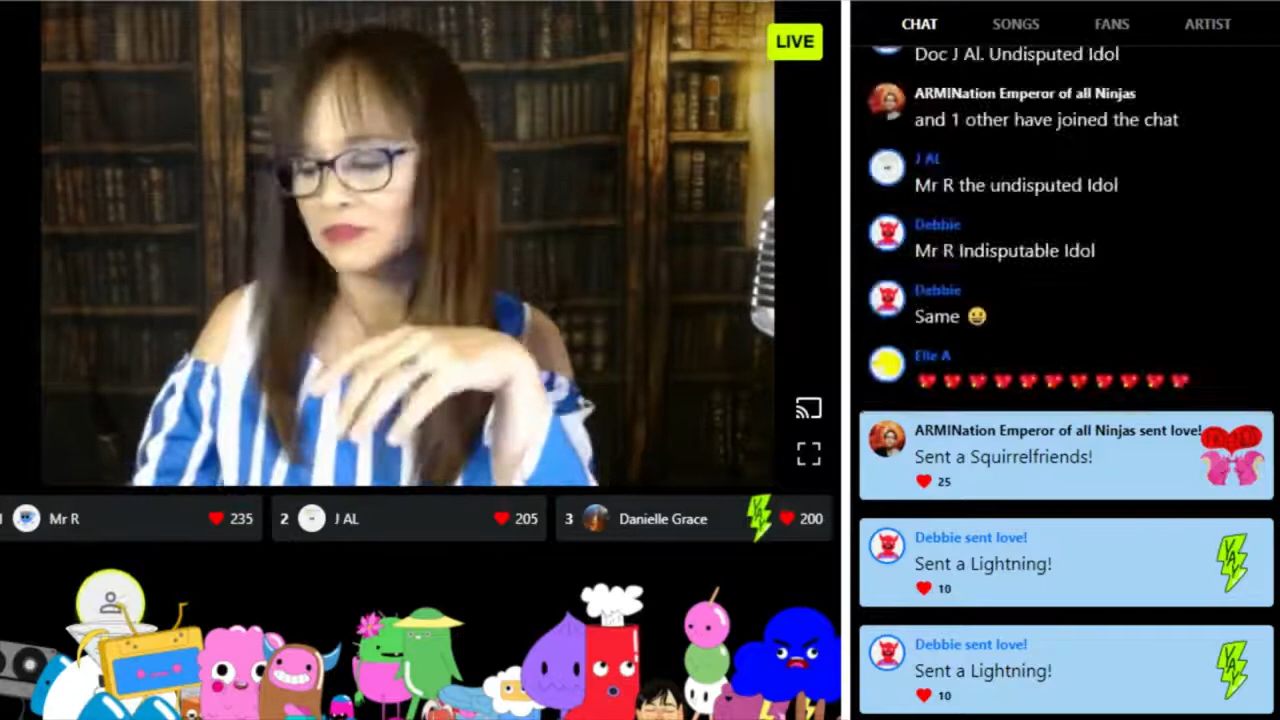 LIVE
Mr R
235
2
J AL
205
3
Danielle Grace
200
CHAT
SONGS
FANS
ARTIST
Doc J Al. Undisputed Idol
ARMINation Emperor of all Ninjas
and 1 other have joined the chat
J AL
Mr R the undisputed Idol
Debbie
Mr R Indisputable Idol
Debbie
Same
Elle A
ARMINation Emperor of all Ninjas sent love!
Sent a Squirrelfriends!
25
Debbie sent love!
Sent a Lightning!
10
Debbie sent love!
Sent a Lightning!
10